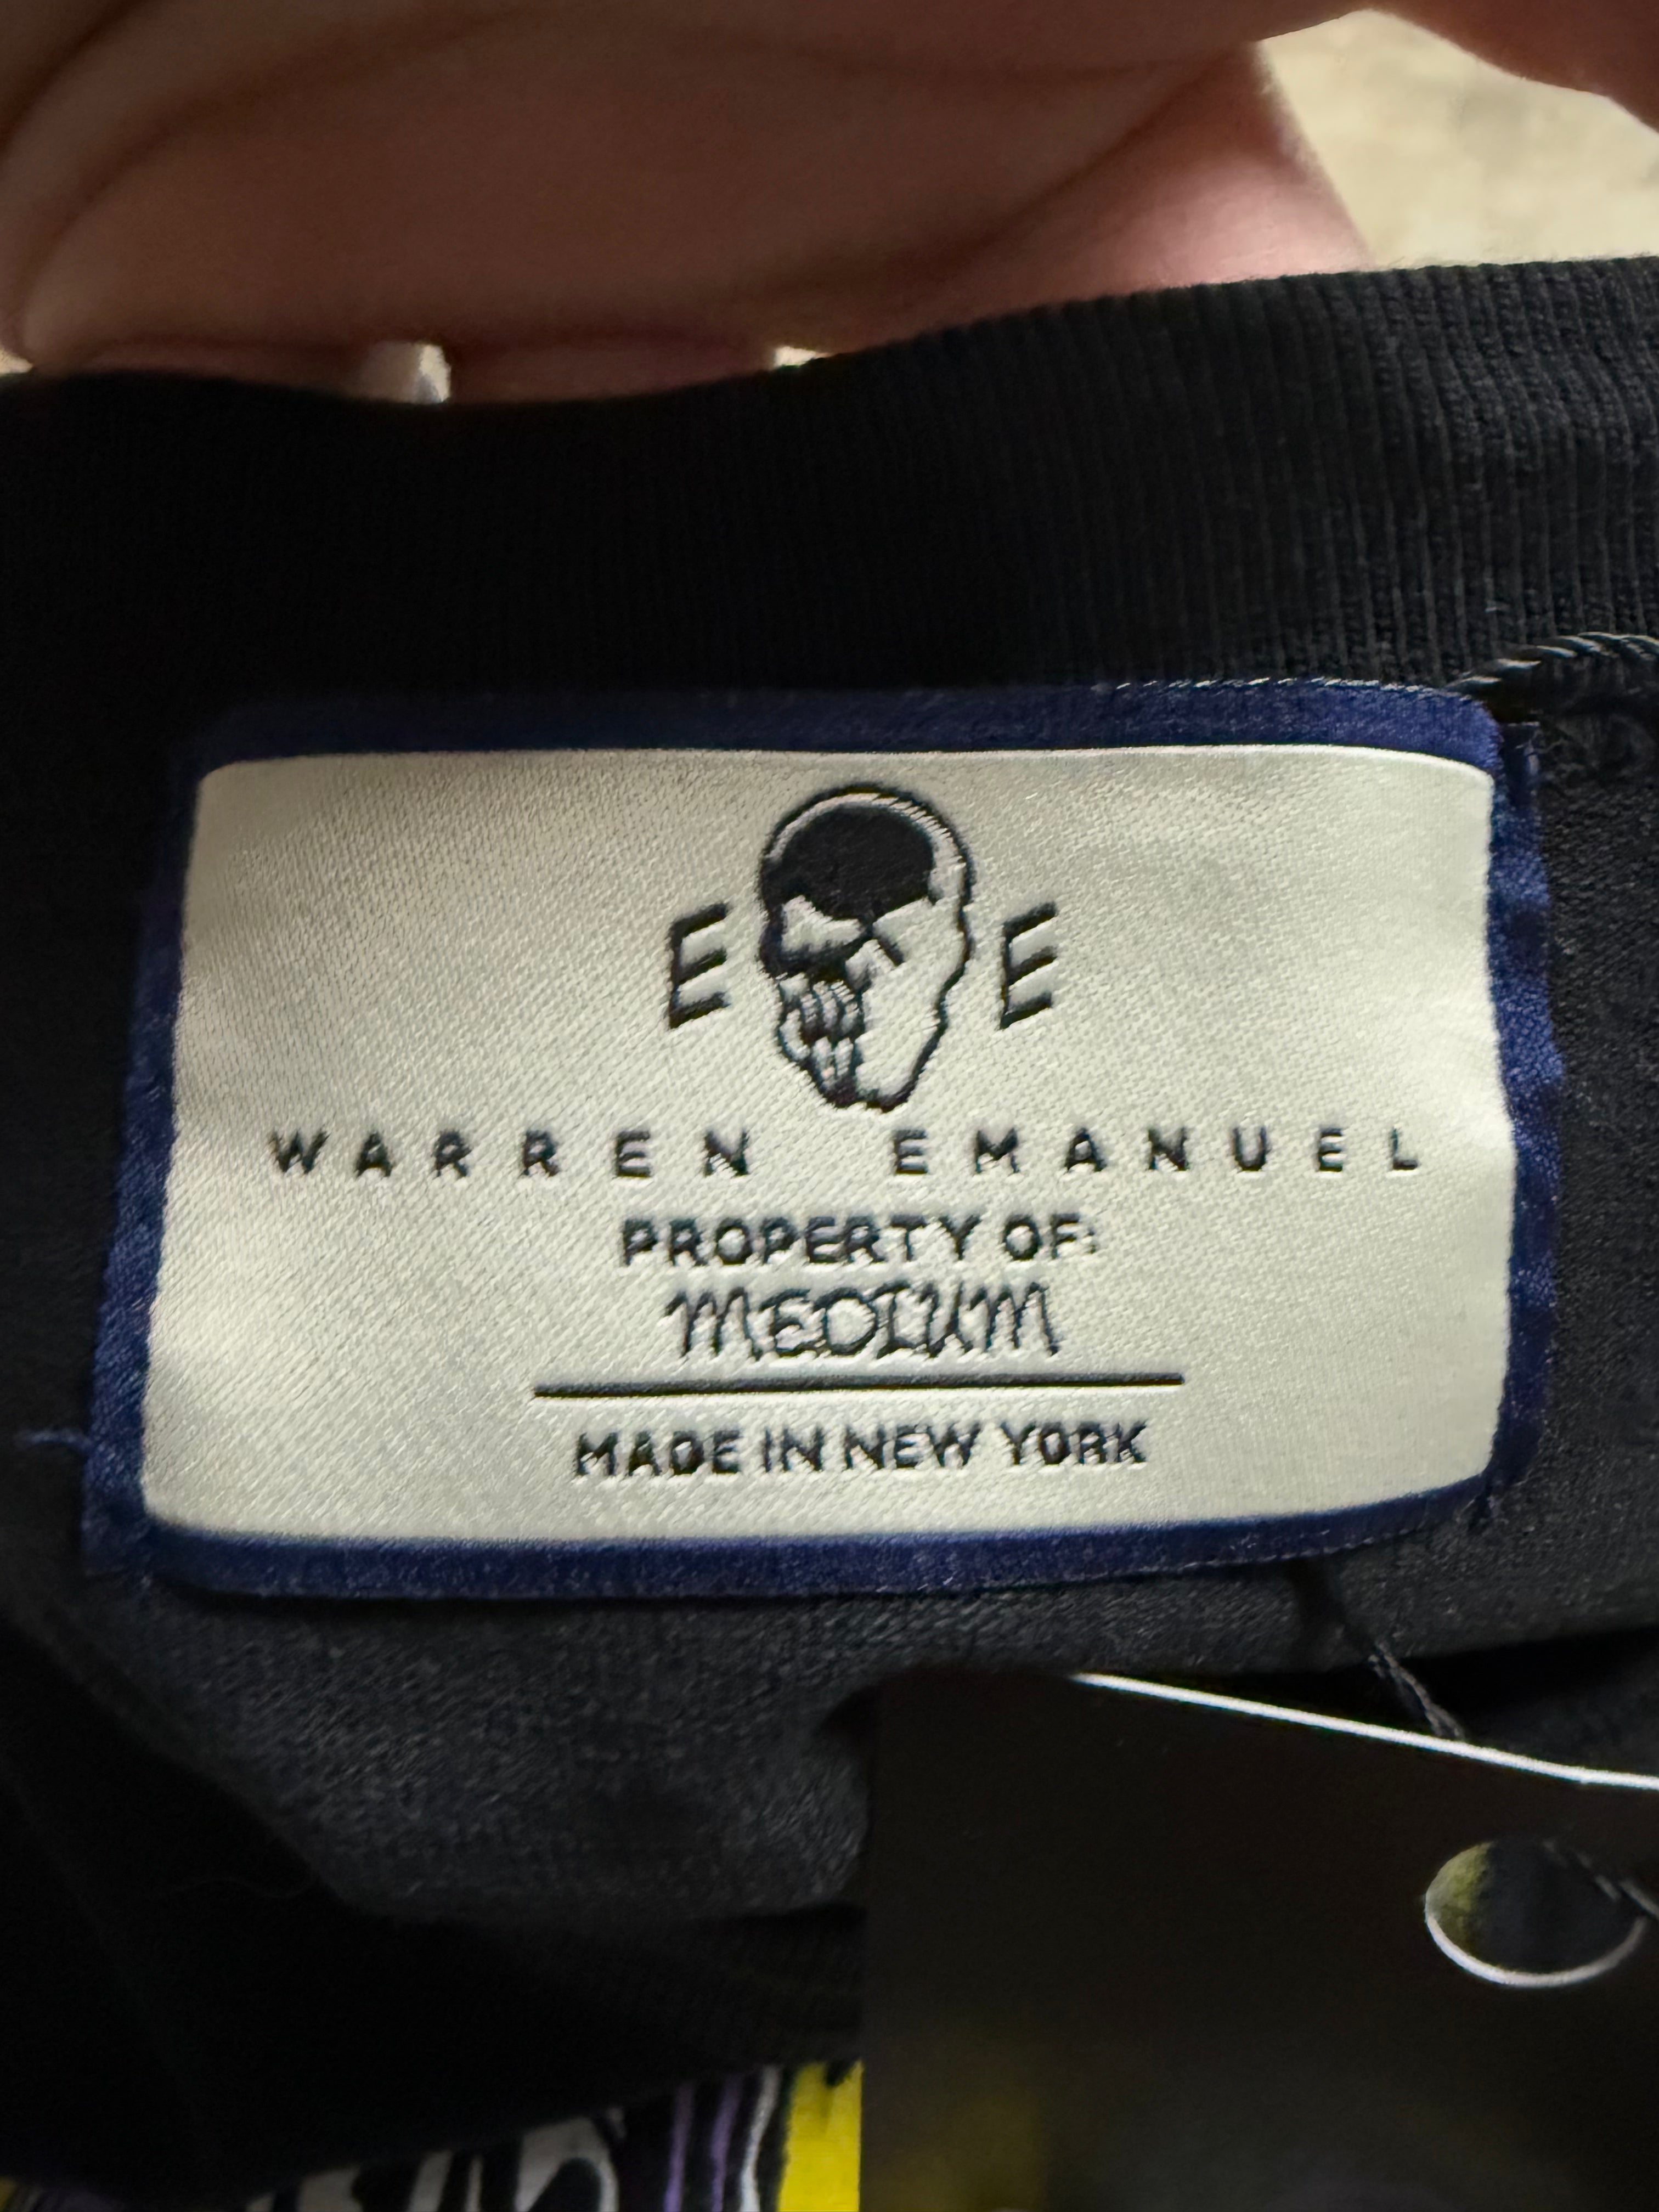 E E
WARREN EMANUEL
PROPERTY OF:
MEDIUM
MADE IN NEW YORK